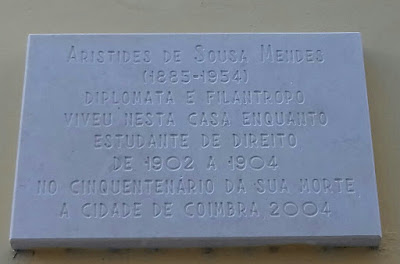 ARISTIDES DE SOUSA MENDES
(1885-1954)
DIPLOMATA E FILANTROPO
VIVEU NESTA CASA ENQUANTO
ESTUDANTE DE DIREITO
DE 1902 A 1904
NO CINQUENTENÁRIO DA SUA MORTE
A CIDADE DE COIMBRA 2004